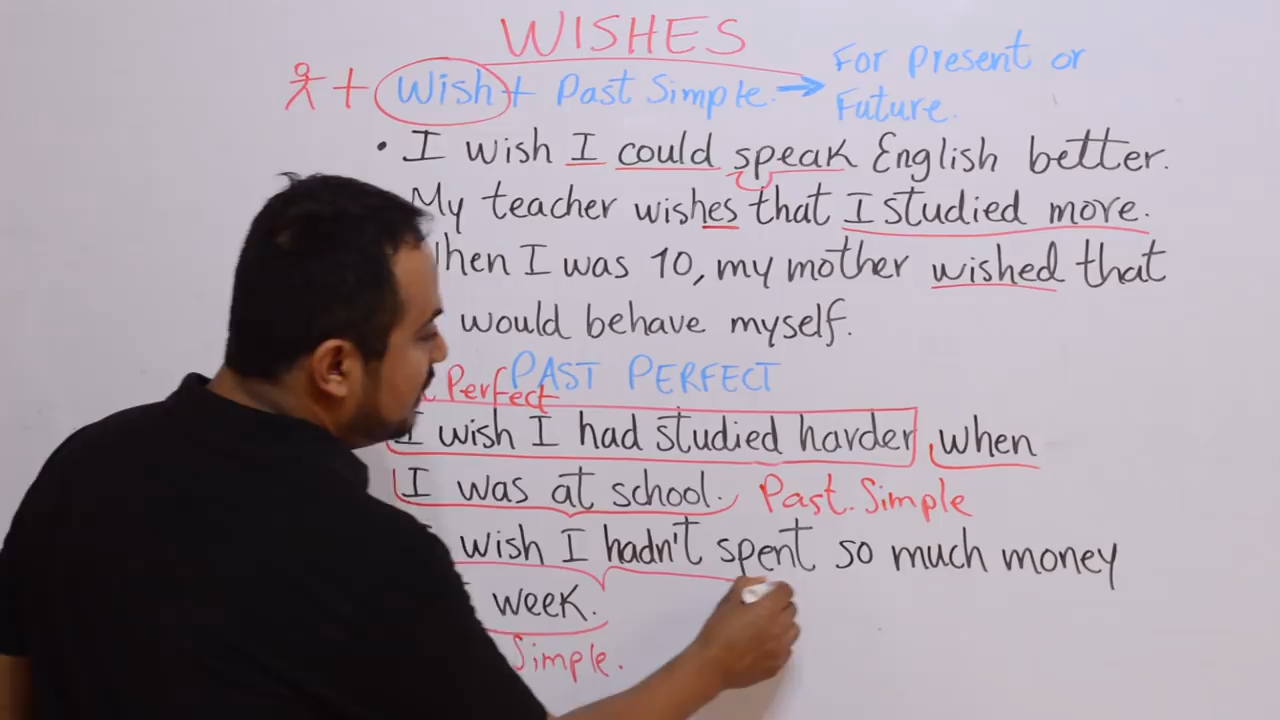 WISHES
+ Wish + Past Simple. → For Present or
Future.
• I wish I could speak English better.
My teacher wishes that I studied more.
hen I was 10, my mother wished that
would behave myself.
PAST PERFECT
Perfect
I wish I had studied harder, when
I was at school. Past. Simple
wish I hadn't spent so much money
week.
Simple.